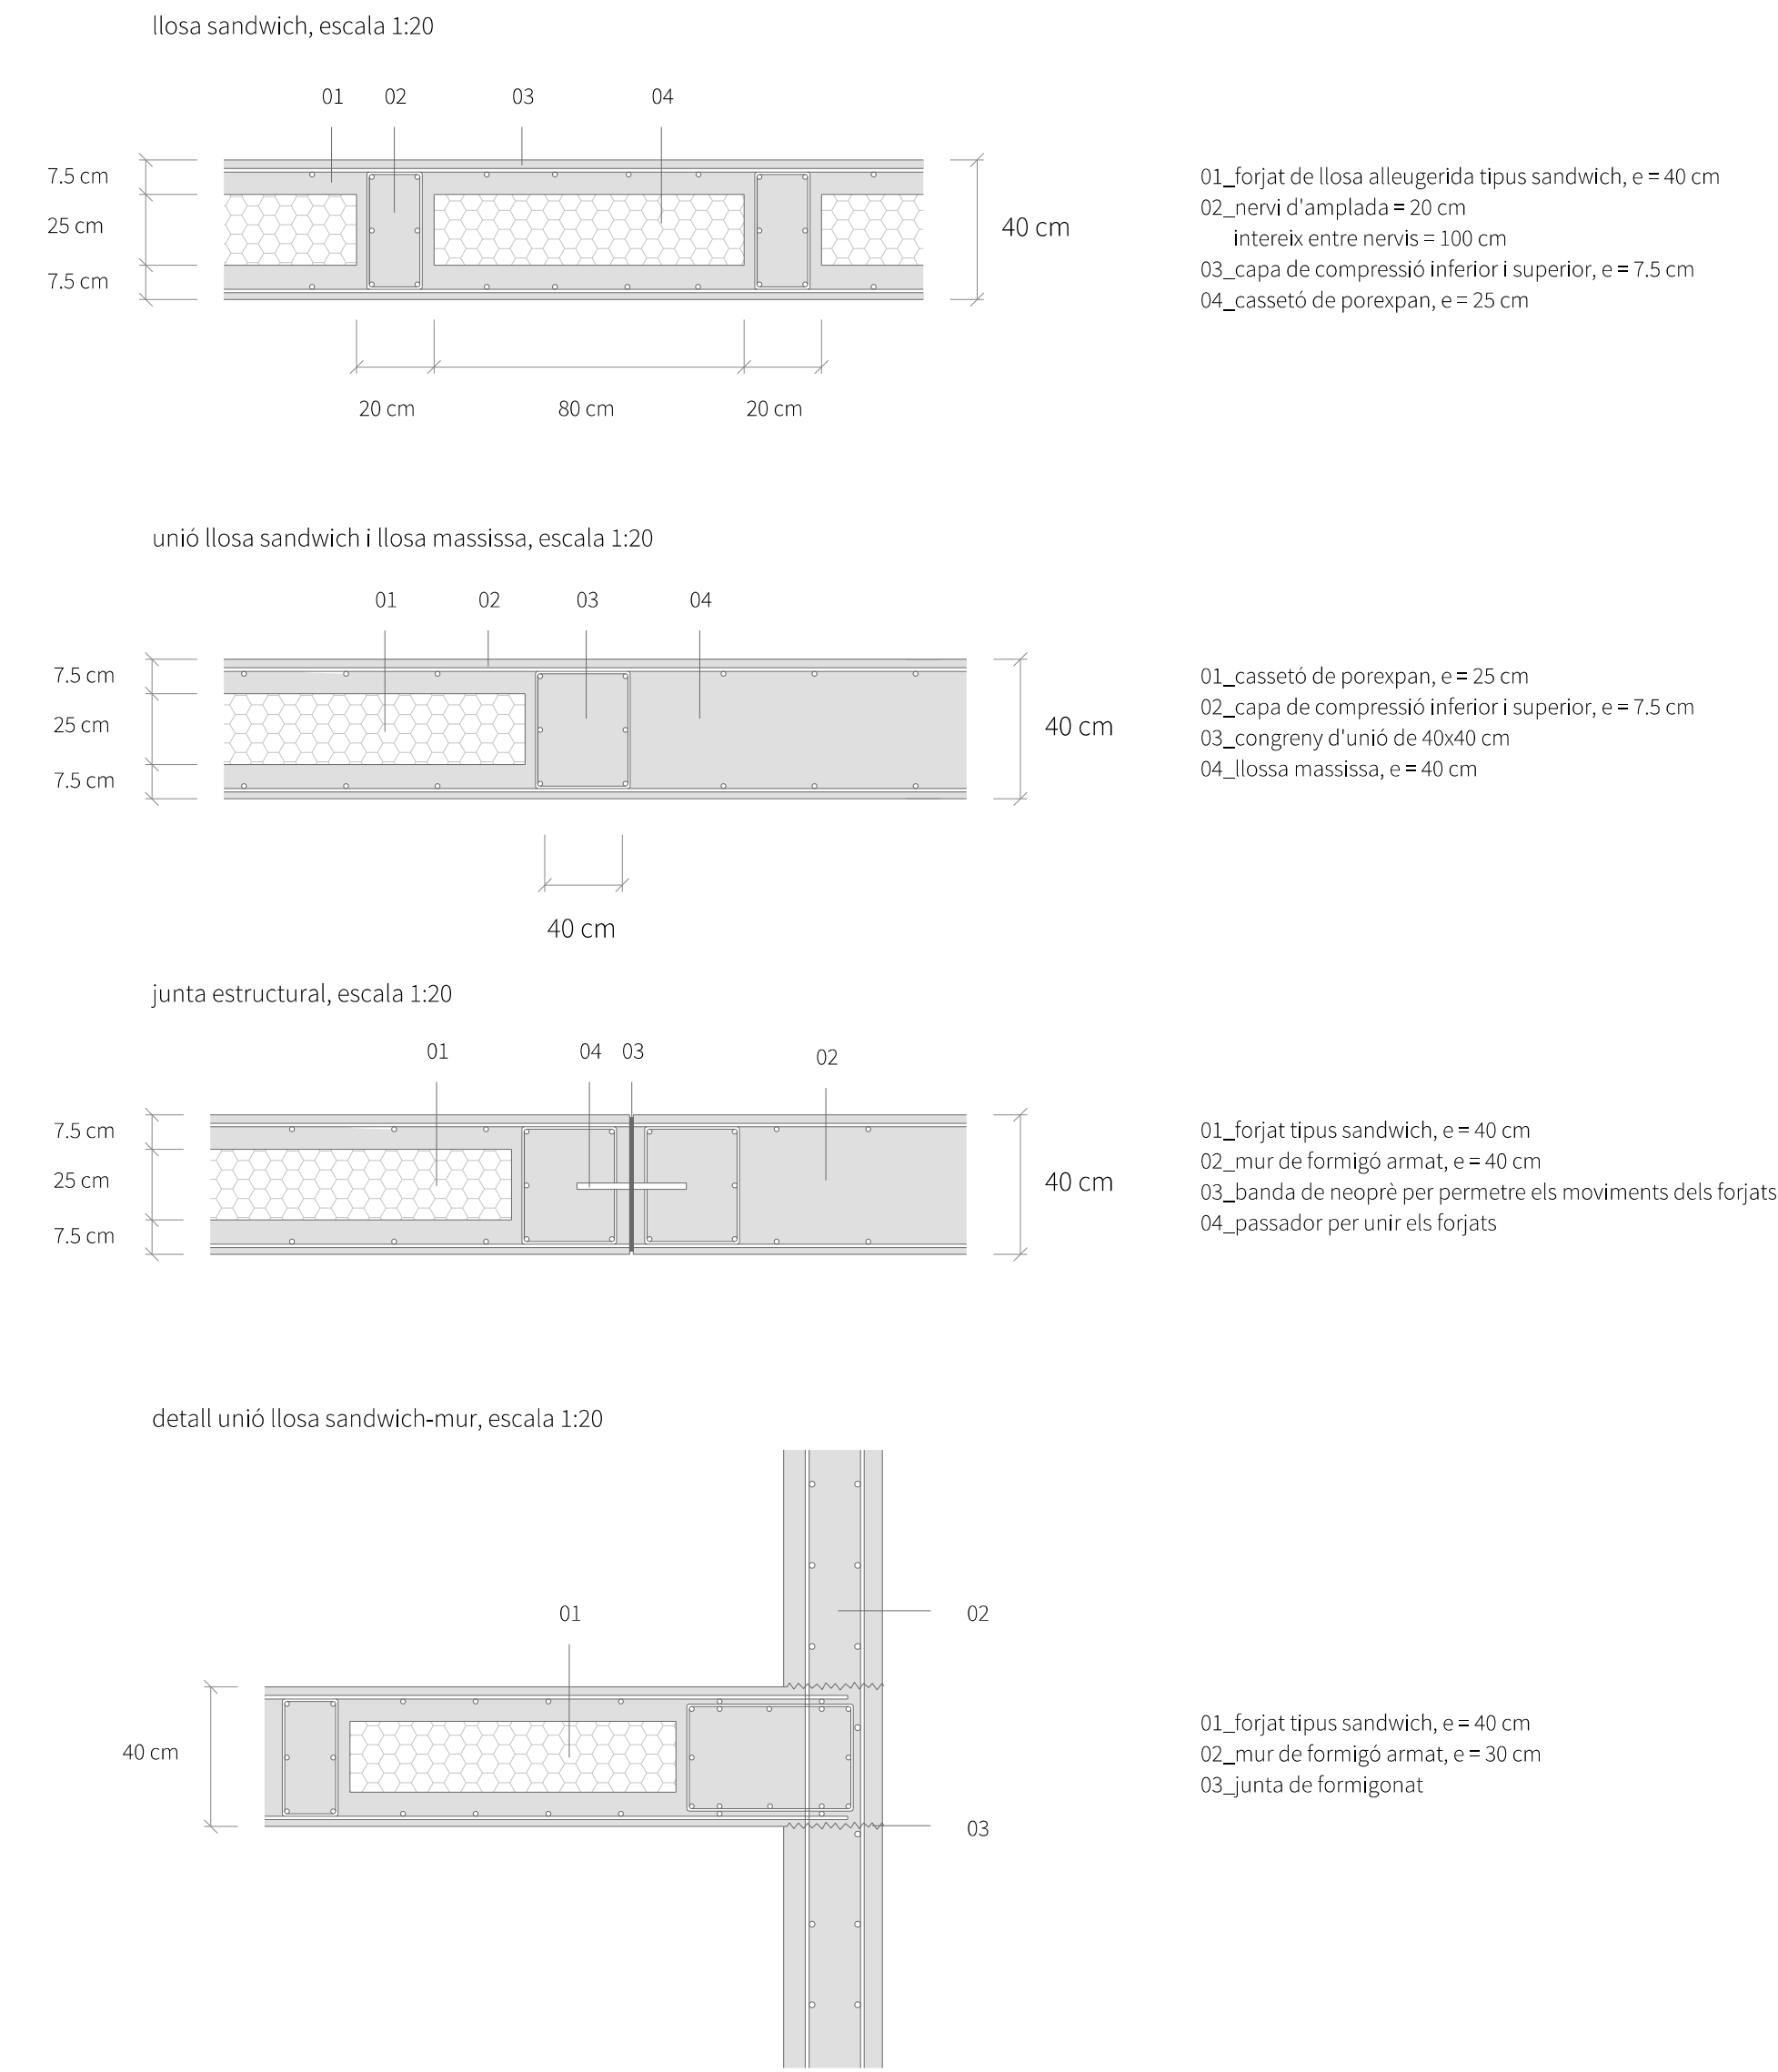 llosa sandwich, escala 1:20
01 02 03 04
7.5 cm
25 cm
7.5 cm
40 cm
20 cm 80 cm 20 cm
01_forjat de llosa alleugerida tipus sandwich, e = 40 cm
02_nervi d'amplada = 20 cm
intereix entre nervis = 100 cm
03_capa de compressió inferior i superior, e = 7.5 cm
04_cassetó de porexpan, e = 25 cm
unió llosa sandwich i llosa massissa, escala 1:20
01 02 03 04
7.5 cm
25 cm
7.5 cm
40 cm
40 cm
01_cassetó de porexpan, e = 25 cm
02_capa de compressió inferior i superior, e = 7.5 cm
03_congreny d'unió de 40x40 cm
04_llossa massissa, e = 40 cm
junta estructural, escala 1:20
01 04 03 02
7.5 cm
25 cm
7.5 cm
40 cm
01_forjat tipus sandwich, e = 40 cm
02_mur de formigó armat, e = 40 cm
03_banda de neoprè per permetre els moviments dels forjats
04_passador per unir els forjats
detall unió llosa sandwich-mur, escala 1:20
01
02
40 cm
03
01_forjat tipus sandwich, e = 40 cm
02_mur de formigó armat, e = 30 cm
03_junta de formigonat